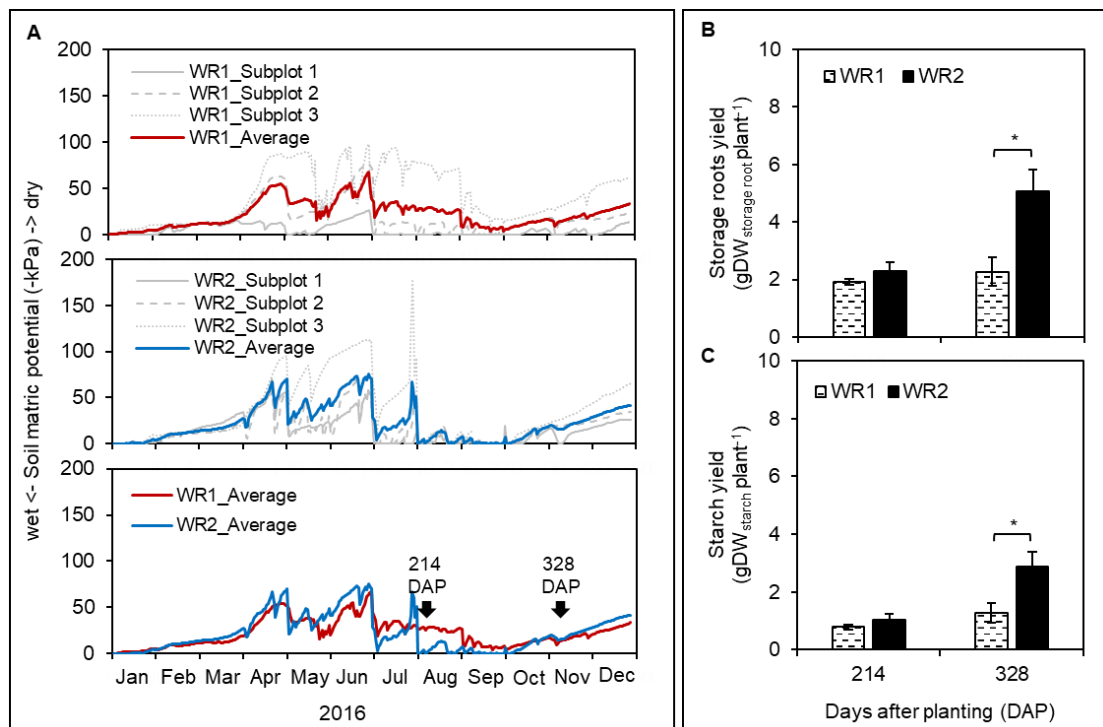 A
wet <- Soil matric potential (-kPa) -> dry
200
150
100
50
0
WR1_Subplot 1
WR1_Subplot 2
WR1_Subplot 3
WR1_Average
200
150
100
50
0
WR2_Subplot 1
WR2_Subplot 2
WR2_Subplot 3
WR2_Average
200
150
100
50
0
WR1_Average
WR2_Average
214
DAP
328
DAP
Jan Feb Mar Apr May Jun Jul Aug Sep Oct Nov Dec
2016
B
Storage roots yield
(gDW storage root plant-1)
10
8
6
4
2
0
WR1 WR2
*
C
Starch yield
(gDW starch plant-1)
10
8
6
4
2
0
WR1 WR2
*
214 328
Days after planting (DAP)